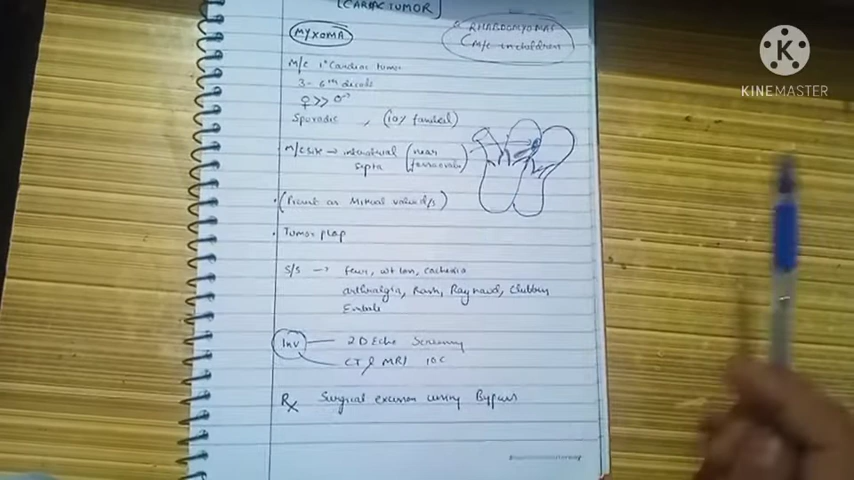 [CARDIAC TUMOR]
MYXOMA
RHABDOMYOMAS
(M/C in children
M/C 1° Cardiac tumor
3 - 6th decade
♀ >> ♂
Sporadic , (10% familial)
M/C site → interatrial (near
septa fossa ovalis)
• (Present as Mitral valve d/s)
• Tumor plop
S/S → fever, wt loss, cachexia
arthralgia, Rash, Raynaud, Clubbing
Emboli
Inv 2D Echo Screening
CT & MRI IOC
Rx Surgical excision using Bypass
K
KINEMASTER